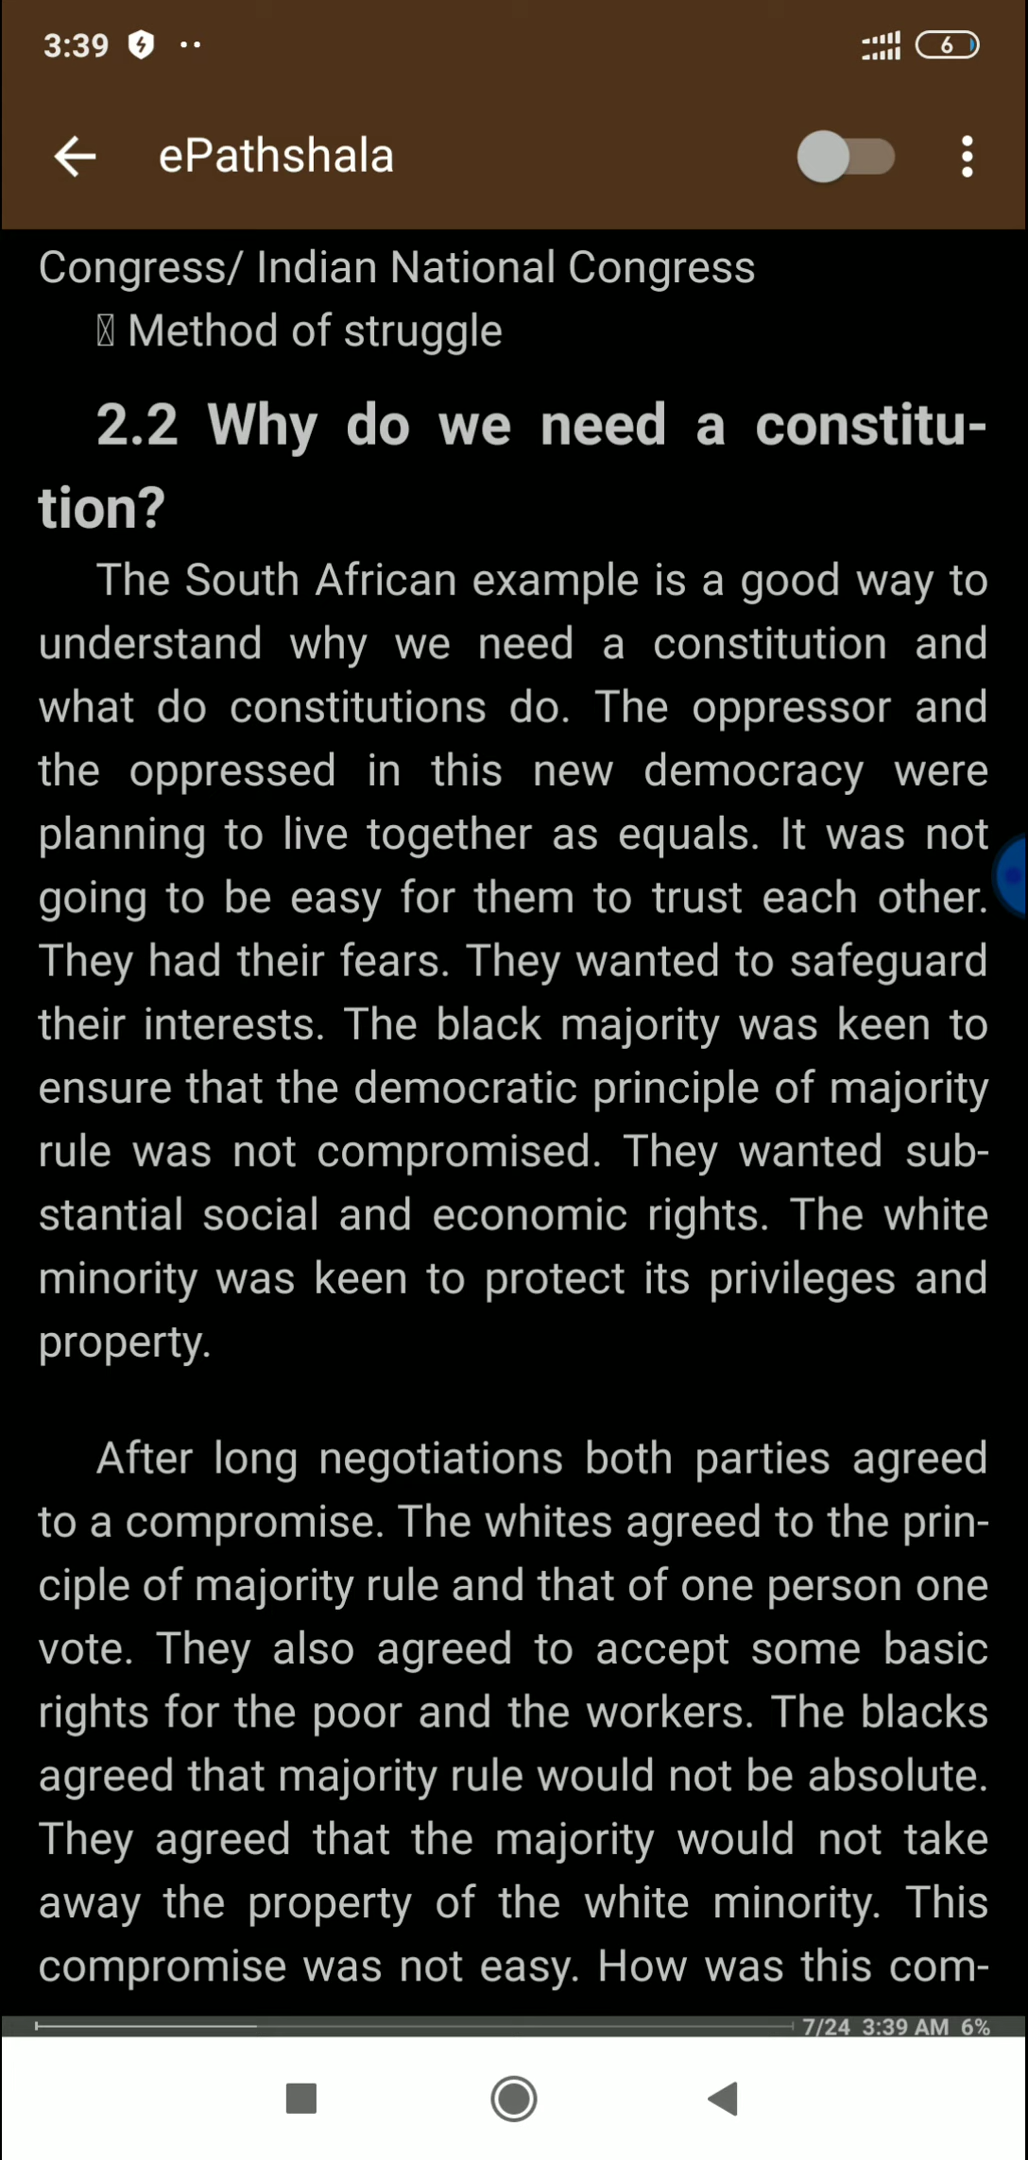 3:39
6
ePathshala
Congress/ Indian National Congress
Method of struggle
2.2 Why do we need a constitu-
tion?
The South African example is a good way to
understand why we need a constitution and
what do constitutions do. The oppressor and
the oppressed in this new democracy were
planning to live together as equals. It was not
going to be easy for them to trust each other.
They had their fears. They wanted to safeguard
their interests. The black majority was keen to
ensure that the democratic principle of majority
rule was not compromised. They wanted sub-
stantial social and economic rights. The white
minority was keen to protect its privileges and
property.
After long negotiations both parties agreed
to a compromise. The whites agreed to the prin-
ciple of majority rule and that of one person one
vote. They also agreed to accept some basic
rights for the poor and the workers. The blacks
agreed that majority rule would not be absolute.
They agreed that the majority would not take
away the property of the white minority. This
compromise was not easy. How was this com-
7/24 3:39 AM 6%